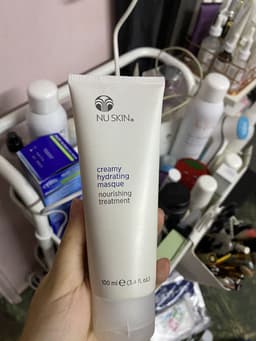 NU SKIN®
creamy
hydrating
masque
nourishing
treatment
100 ml ℮ (3.4 fl. oz.)